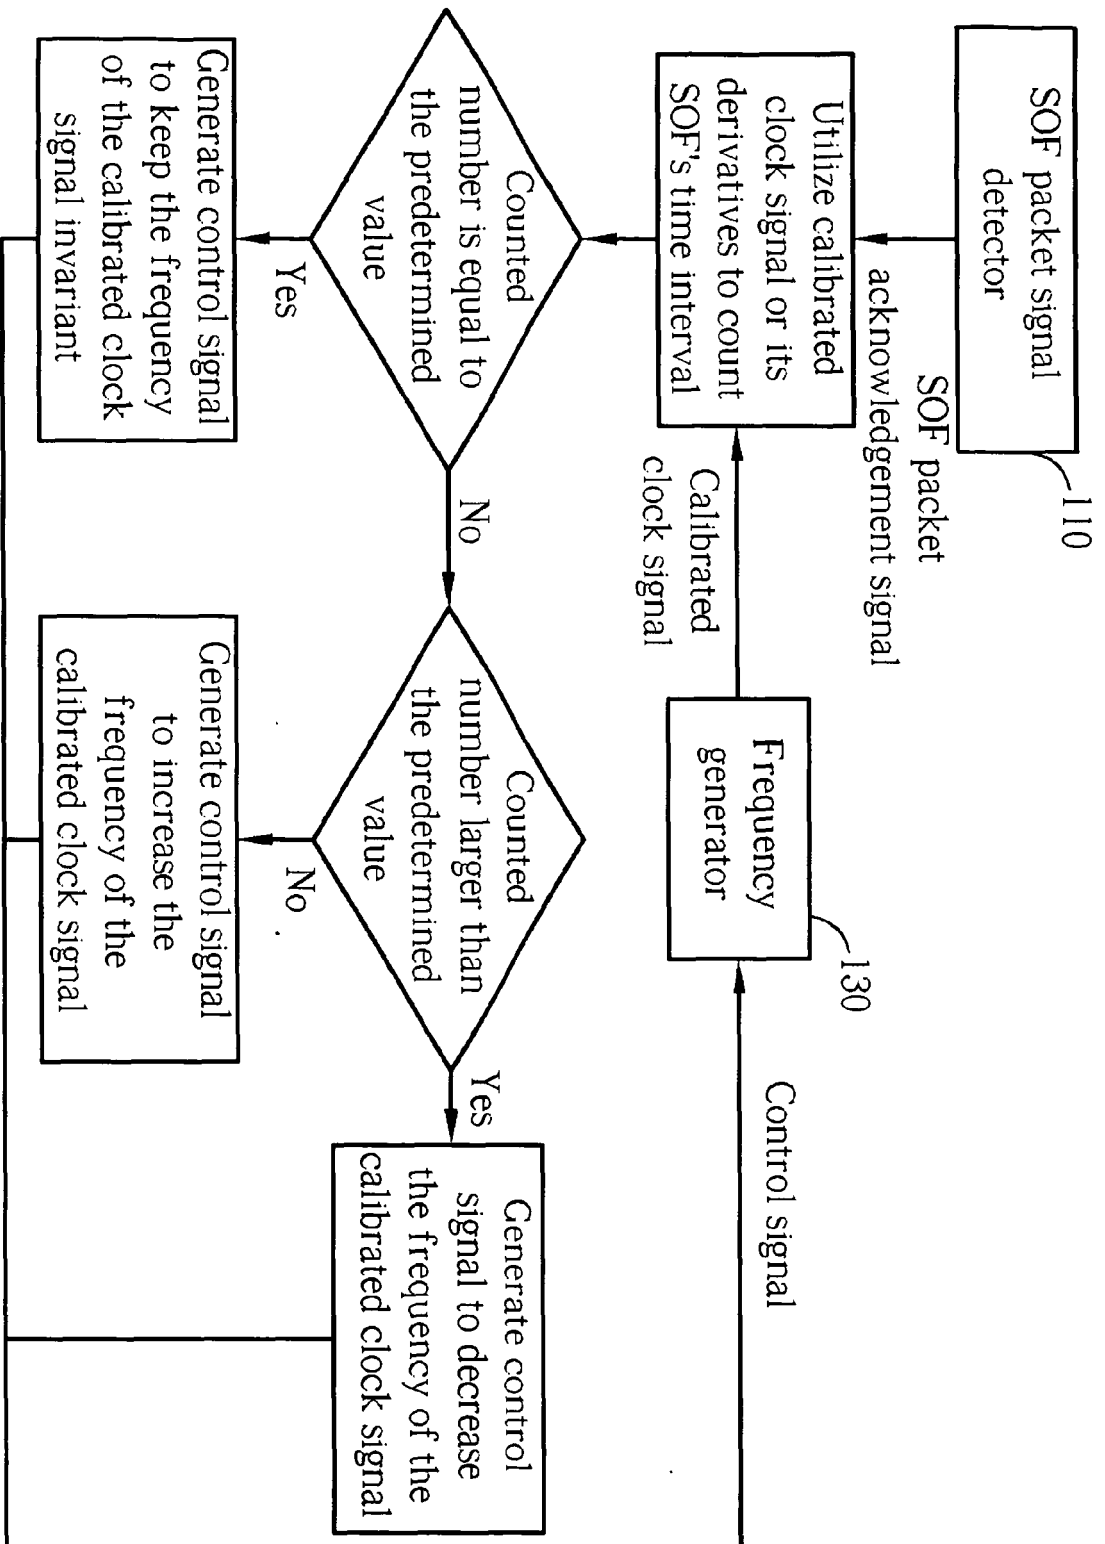 SOF packet signal
detector
110
SOF packet
acknowledgement signal
Utilize calibrated
clock signal or its
derivatives to count
SOF's time interval
Calibrated
clock signal
Frequency
generator
130
Control signal
Counted
number is equal to
the predetermined
value
No
Yes
Counted
number larger than
the predetermined
value
Yes
No
Generate control
signal to decrease
the frequency of the
calibrated clock signal
Generate control signal
to keep the frequency
of the calibrated clock
signal invariant
Generate control signal
to increase the
frequency of the
calibrated clock signal